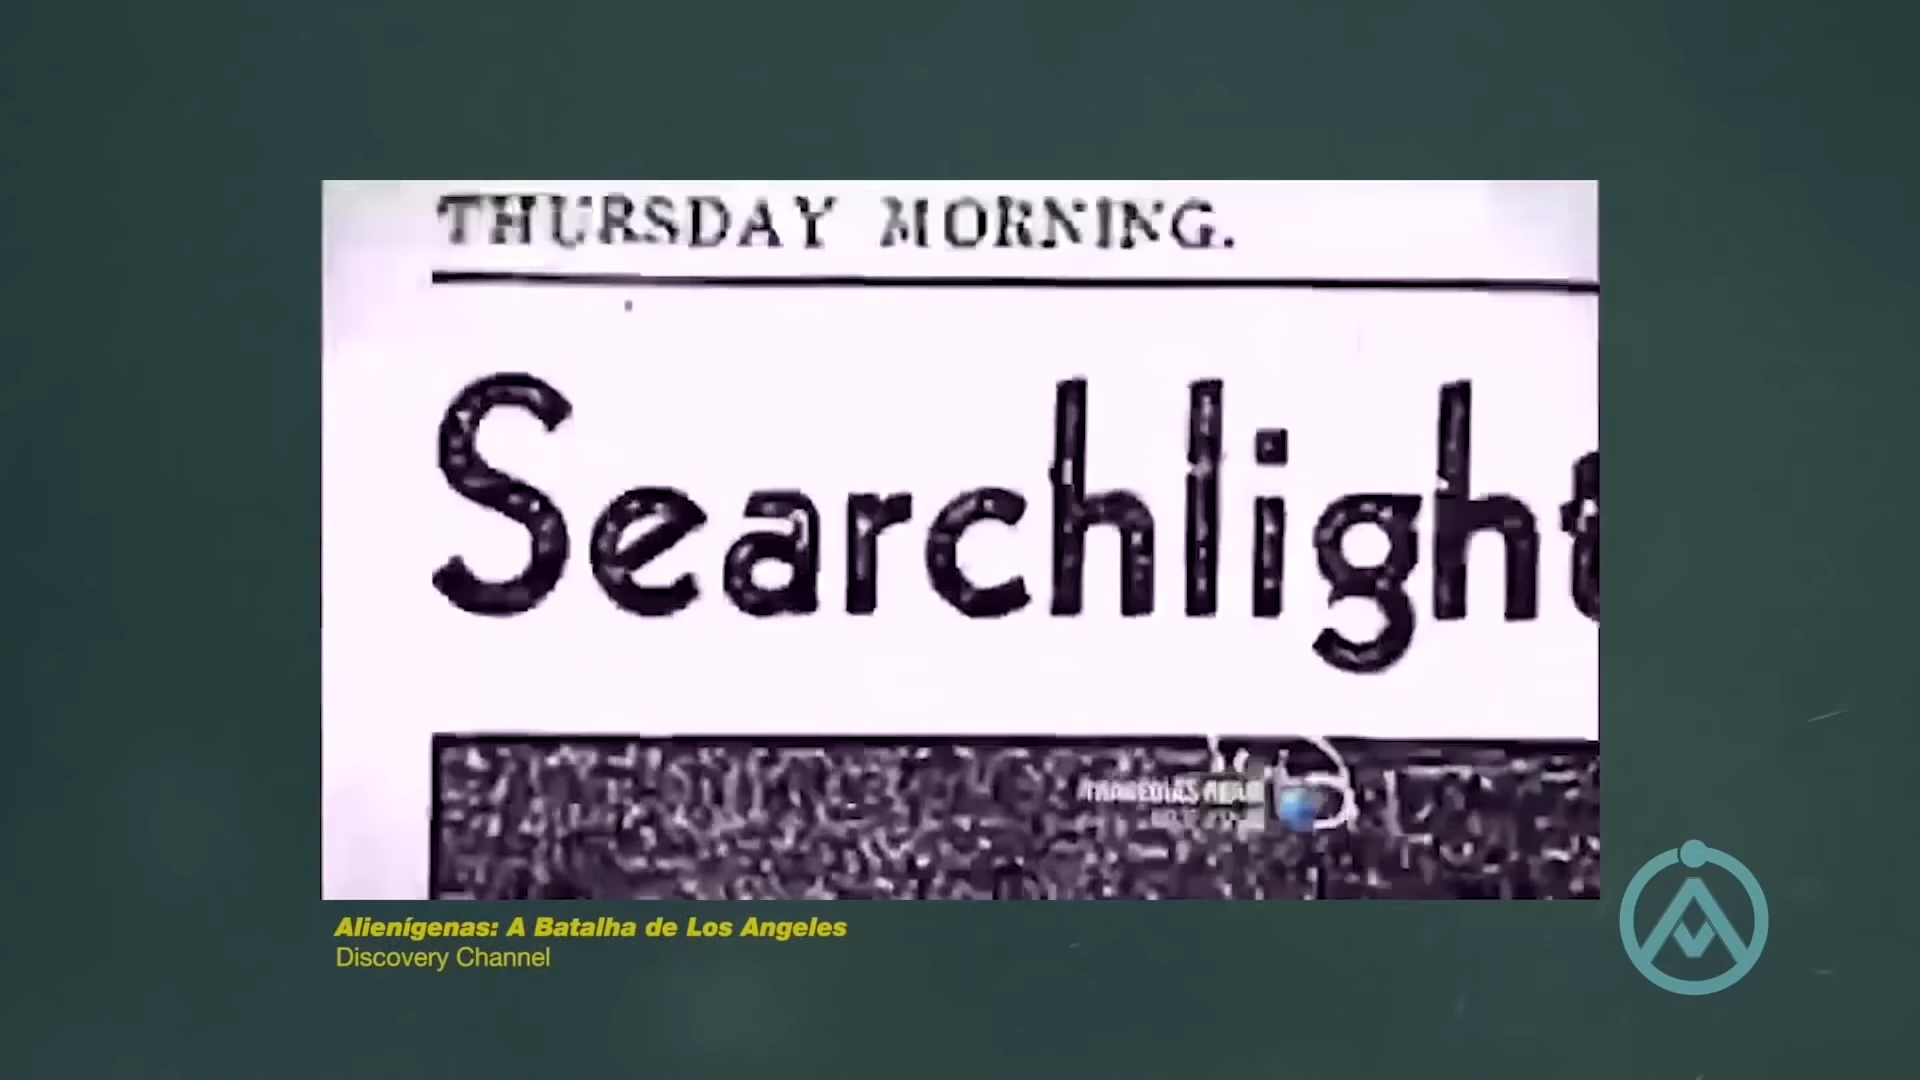 THURSDAY MORNING.
Searchlight
Alienígenas: A Batalha de Los Angeles
Discovery Channel